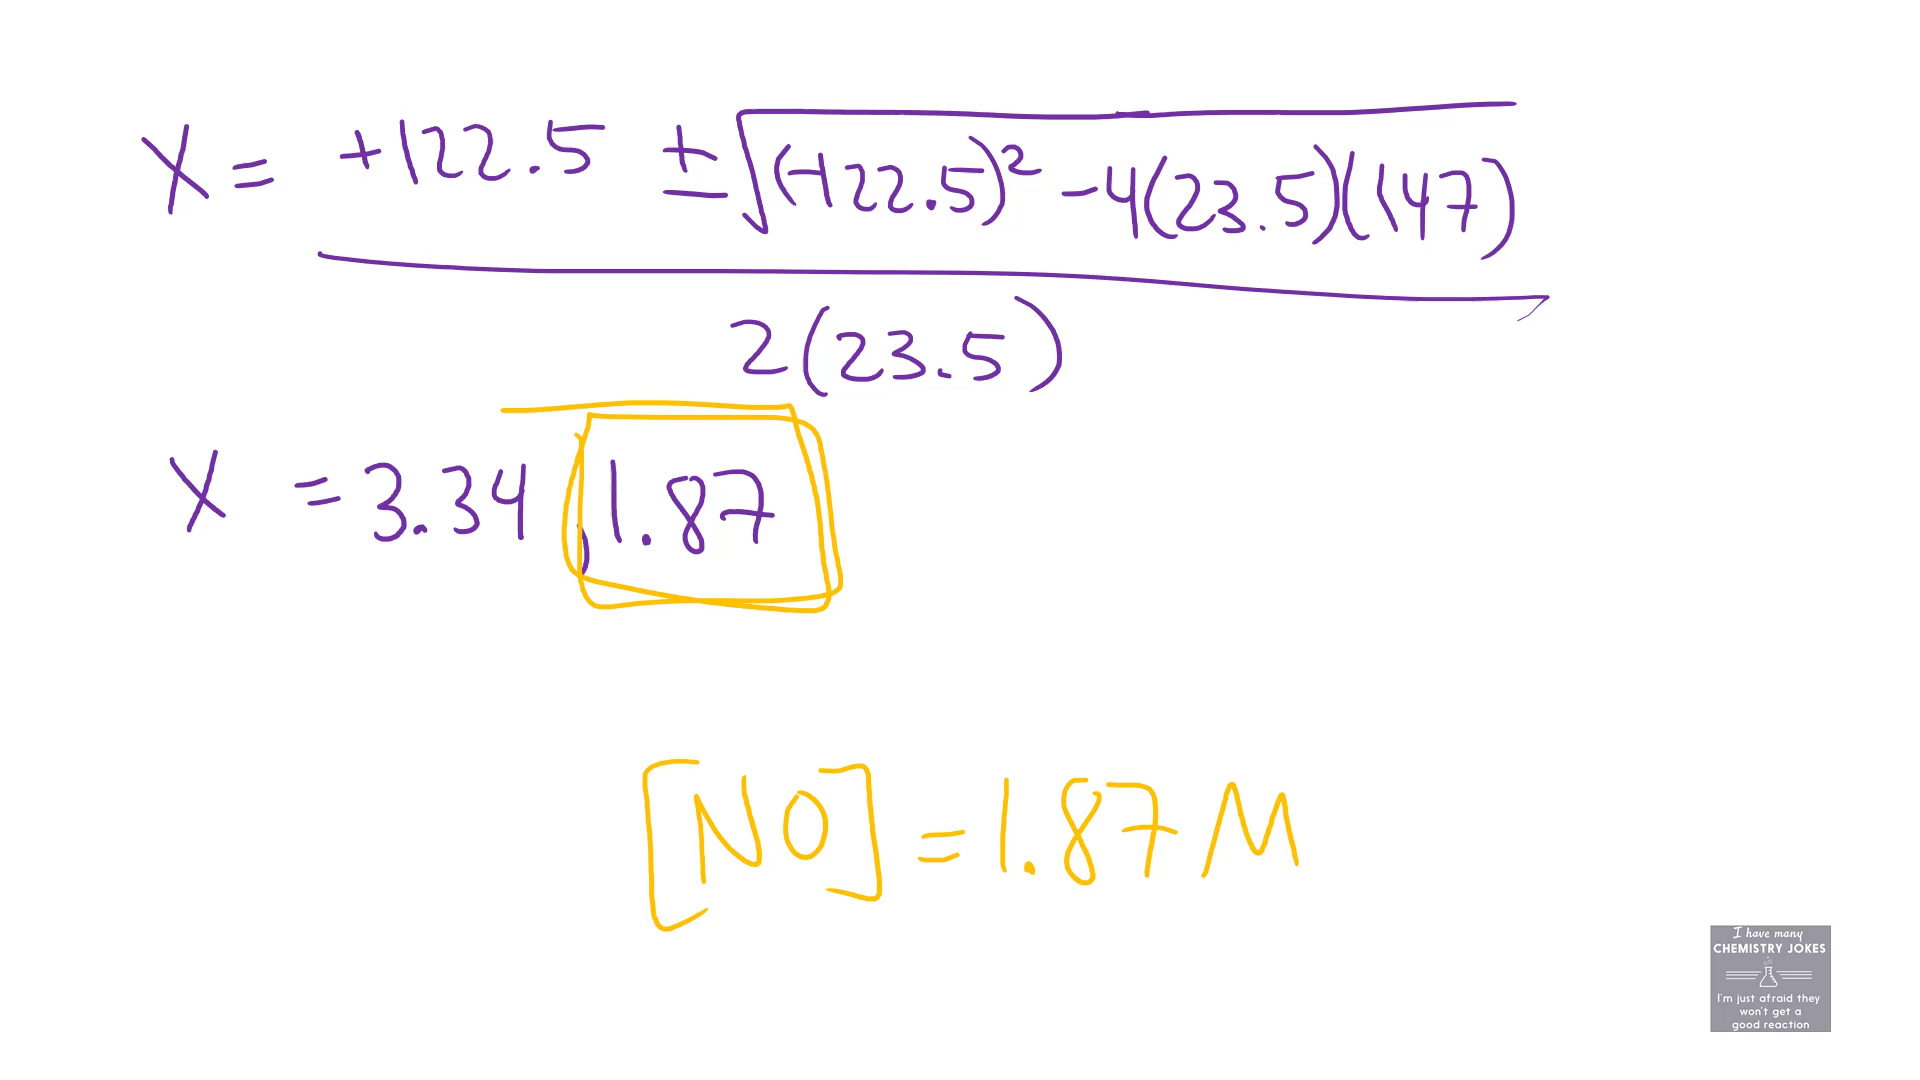 X = +122.5 ± √(-122.5)² - 4(23.5)(147)
2(23.5)
X = 3.34, 1.87
[NO] = 1.87 M
I have many
CHEMISTRY JOKES
I'm just afraid they
won't get a
good reaction